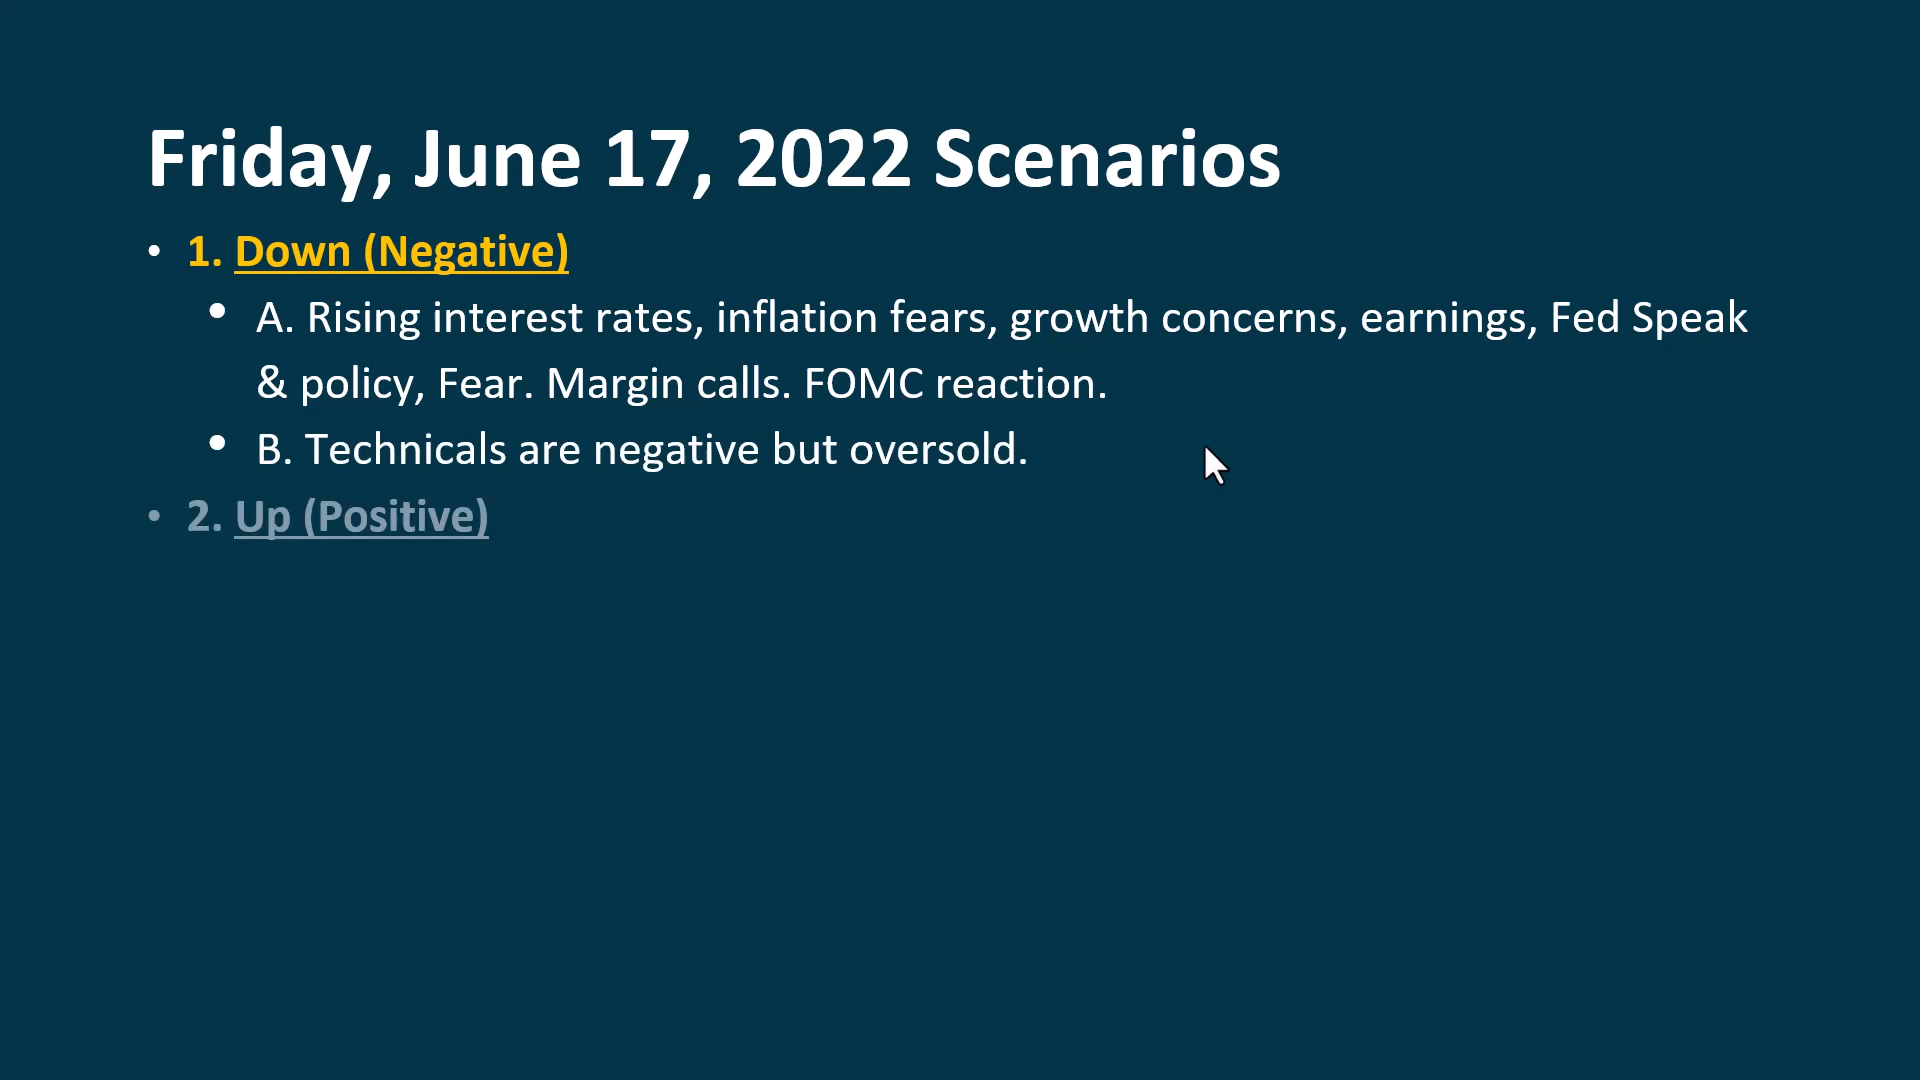 Friday, June 17, 2022 Scenarios
• 1. Down (Negative)
• A. Rising interest rates, inflation fears, growth concerns, earnings, Fed Speak
& policy, Fear. Margin calls. FOMC reaction.
• B. Technicals are negative but oversold.
• 2. Up (Positive)